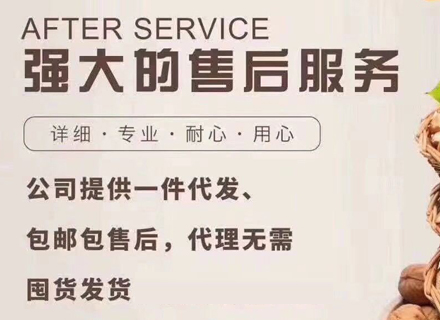 AFTER SERVICE
强大的售后服务
详细·专业·耐心·用心
公司提供一件代发、
包邮包售后，代理无需
囤货发货